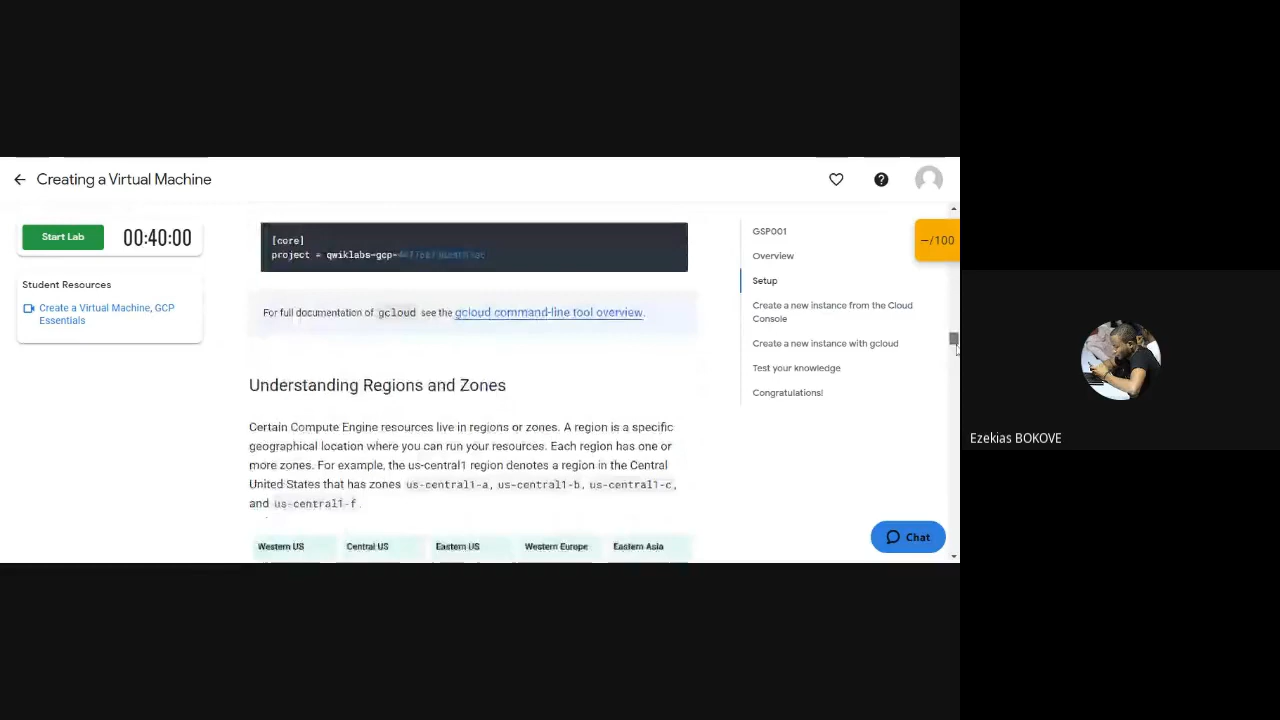 Creating a Virtual Machine
Start Lab
00:40:00
Student Resources
Create a Virtual Machine, GCP
Essentials
[core]
project = qwiklabs-gcp-
For full documentation of gcloud see the gcloud command-line tool overview.
Understanding Regions and Zones
Certain Compute Engine resources live in regions or zones. A region is a specific
geographical location where you can run your resources. Each region has one or
more zones. For example, the us-central1 region denotes a region in the Central
United States that has zones us-central1-a, us-central1-b, us-central1-c,
and us-central1-f.
Western US Central US Eastern US Western Europe Eastern Asia
GSP001
Overview
Setup
Create a new instance from the Cloud
Console
Create a new instance with gcloud
Test your knowledge
Congratulations!
–/100
Chat
Ezekias BOKOVE